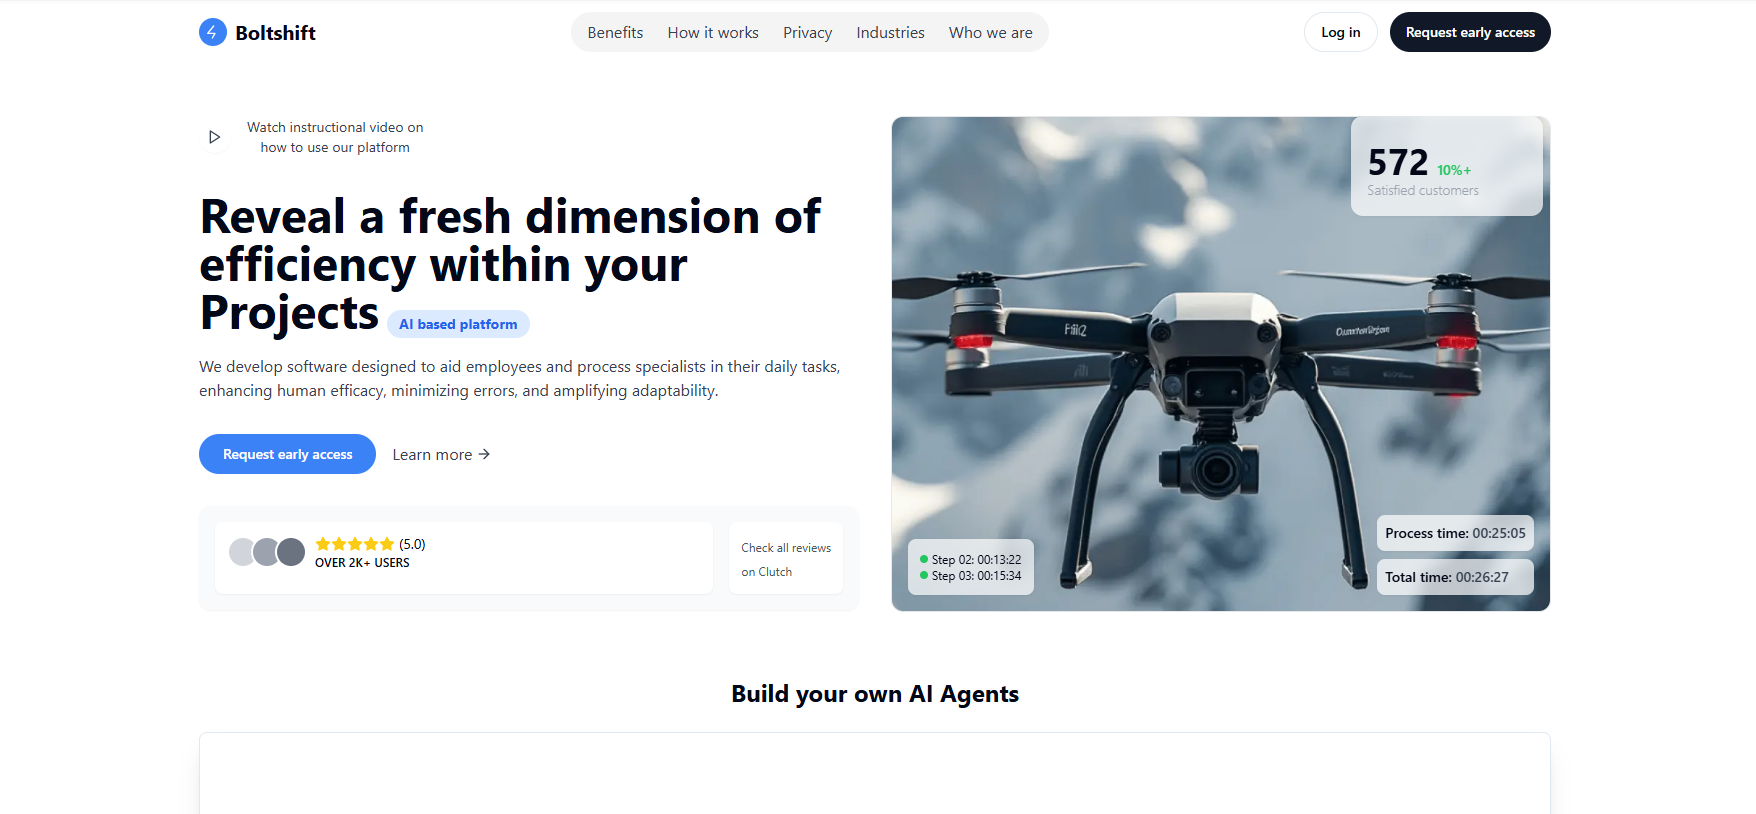 Boltshift
Benefits
How it works
Privacy
Industries
Who we are
Log in
Request early access
Watch instructional video on
how to use our platform
Reveal a fresh dimension of
efficiency within your
Projects
AI based platform
We develop software designed to aid employees and process specialists in their daily tasks,
enhancing human efficacy, minimizing errors, and amplifying adaptability.
Request early access
Learn more →
(5.0)
OVER 2K+ USERS
Check all reviews
on Clutch
572 10%+
Satisfied customers
Step 02: 00:13:22
Step 03: 00:15:34
Process time: 00:25:05
Total time: 00:26:27
Build your own AI Agents